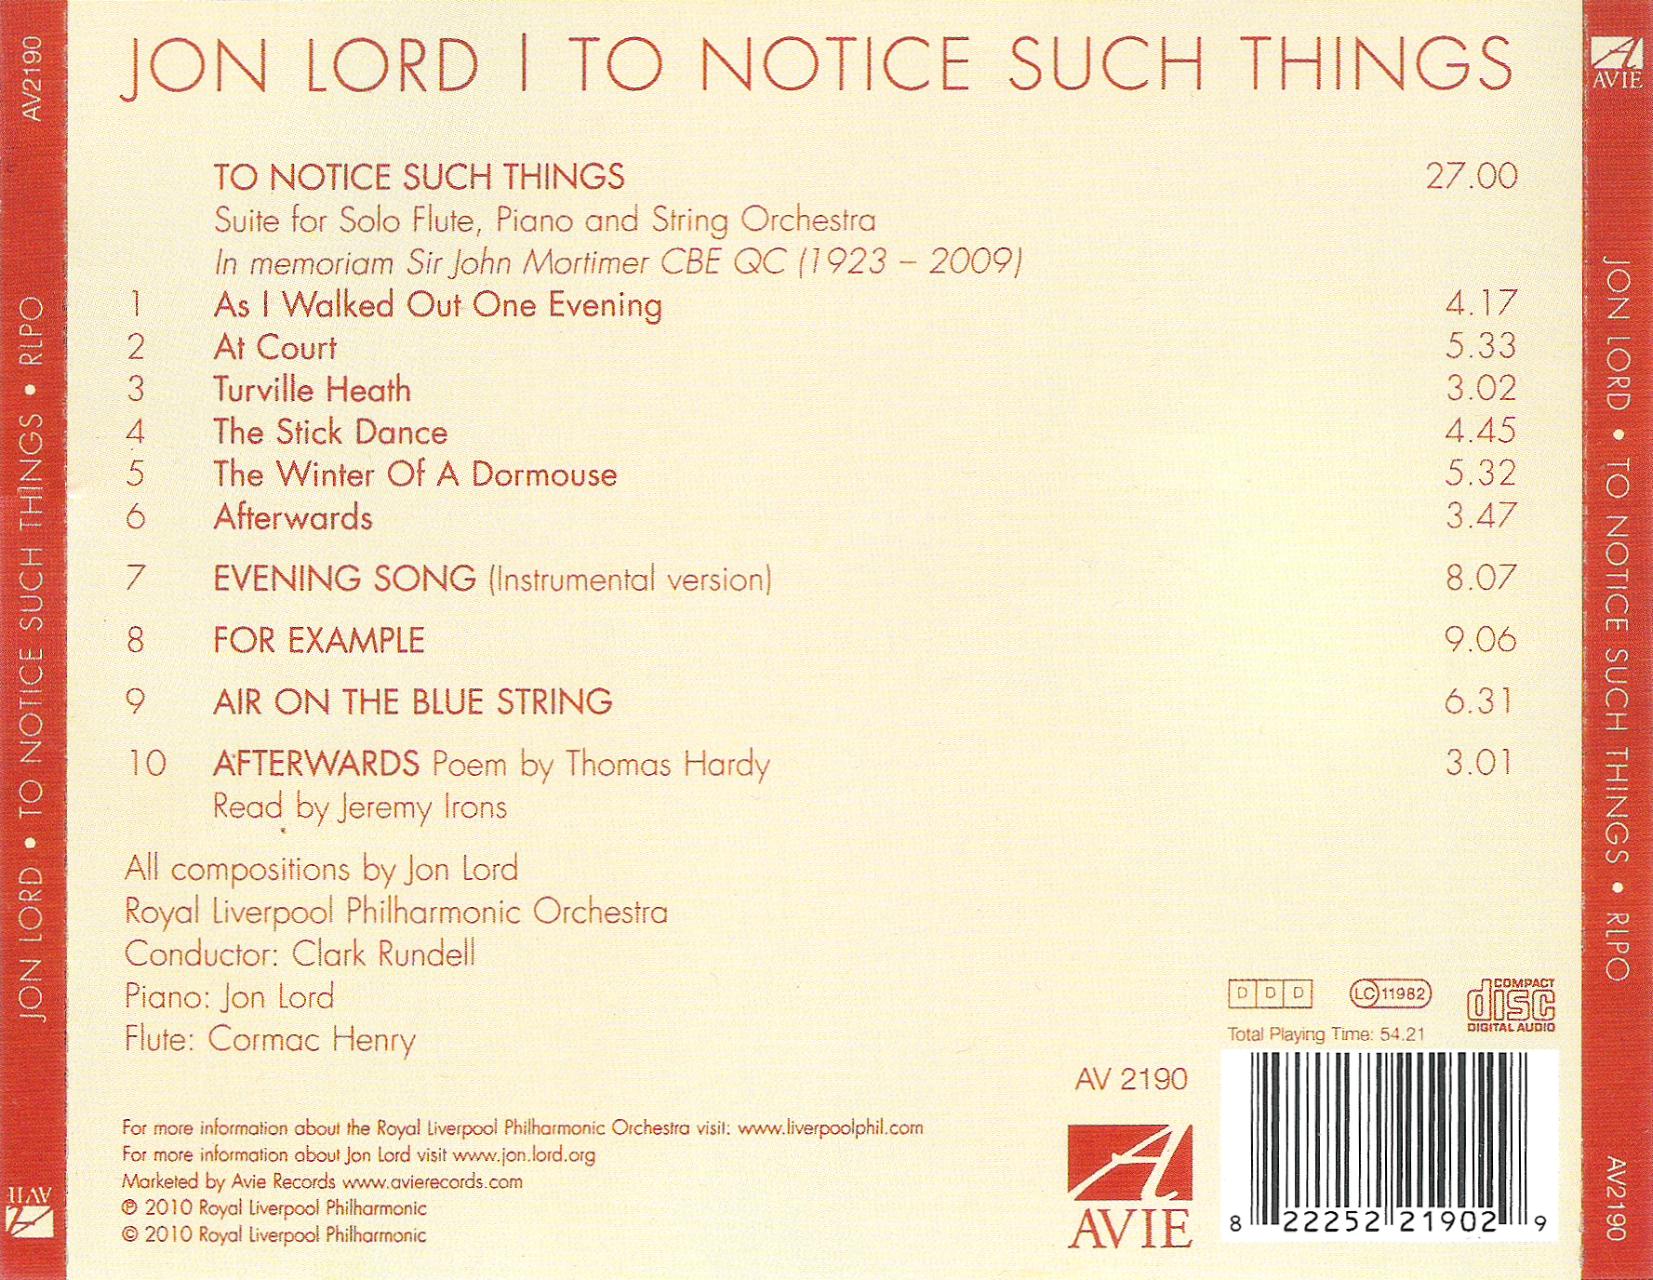 JON LORD | TO NOTICE SUCH THINGS
TO NOTICE SUCH THINGS 27.00
Suite for Solo Flute, Piano and String Orchestra
In memoriam Sir John Mortimer CBE QC (1923 – 2009)
1 As I Walked Out One Evening 4.17
2 At Court 5.33
3 Turville Heath 3.02
4 The Stick Dance 4.45
5 The Winter Of A Dormouse 5.32
6 Afterwards 3.47
7 EVENING SONG (Instrumental version) 8.07
8 FOR EXAMPLE 9.06
9 AIR ON THE BLUE STRING 6.31
10 AFTERWARDS Poem by Thomas Hardy 3.01
Read by Jeremy Irons
All compositions by Jon Lord
Royal Liverpool Philharmonic Orchestra
Conductor: Clark Rundell
Piano: Jon Lord
Flute: Cormac Henry
For more information about the Royal Liverpool Philharmonic Orchestra visit: www.liverpoolphil.com
For more information about Jon Lord visit www.jon.lord.org
Marketed by Avie Records www.avierecords.com
℗ 2010 Royal Liverpool Philharmonic
© 2010 Royal Liverpool Philharmonic
D D D
LC 11982
COMPACT
disc
DIGITAL AUDIO
Total Playing Time: 54.21
AV 2190
AVIE
8 22252 21902 9
JON LORD • TO NOTICE SUCH THINGS • RLPO
AV2190
AVIE
AVIE
JON LORD • TO NOTICE SUCH THINGS • RLPO
AV2190